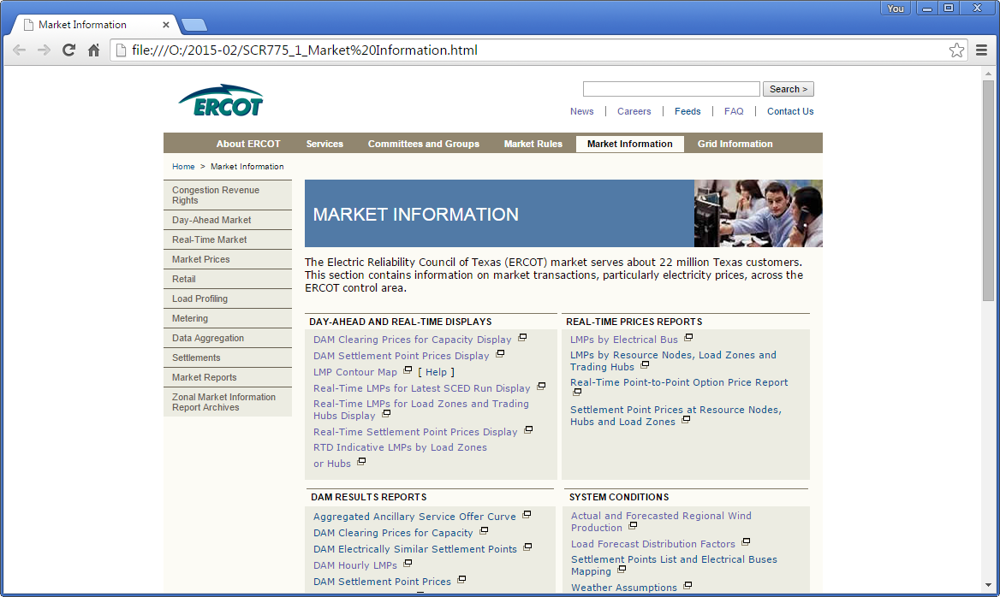 You
Market Information
file:///O:/2015-02/SCR775_1_Market%20Information.html
ERCOT
Search >
News | Careers | Feeds | FAQ | Contact Us
About ERCOT Services Committees and Groups Market Rules Market Information Grid Information
Home > Market Information
Congestion Revenue
Rights
Day-Ahead Market
Real-Time Market
Market Prices
Retail
Load Profiling
Metering
Data Aggregation
Settlements
Market Reports
Zonal Market Information
Report Archives
MARKET INFORMATION
The Electric Reliability Council of Texas (ERCOT) market serves about 22 million Texas customers.
This section contains information on market transactions, particularly electricity prices, across the
ERCOT control area.
DAY-AHEAD AND REAL-TIME DISPLAYS
DAM Clearing Prices for Capacity Display
DAM Settlement Point Prices Display
LMP Contour Map [ Help ]
Real-Time LMPs for Latest SCED Run Display
Real-Time LMPs for Load Zones and Trading
Hubs Display
Real-Time Settlement Point Prices Display
RTD Indicative LMPs by Load Zones
or Hubs
REAL-TIME PRICES REPORTS
LMPs by Electrical Bus
LMPs by Resource Nodes, Load Zones and
Trading Hubs
Real-Time Point-to-Point Option Price Report
Settlement Point Prices at Resource Nodes,
Hubs and Load Zones
DAM RESULTS REPORTS
Aggregated Ancillary Service Offer Curve
DAM Clearing Prices for Capacity
DAM Electrically Similar Settlement Points
DAM Hourly LMPs
DAM Settlement Point Prices
SYSTEM CONDITIONS
Actual and Forecasted Regional Wind
Production
Load Forecast Distribution Factors
Settlement Points List and Electrical Buses
Mapping
Weather Assumptions